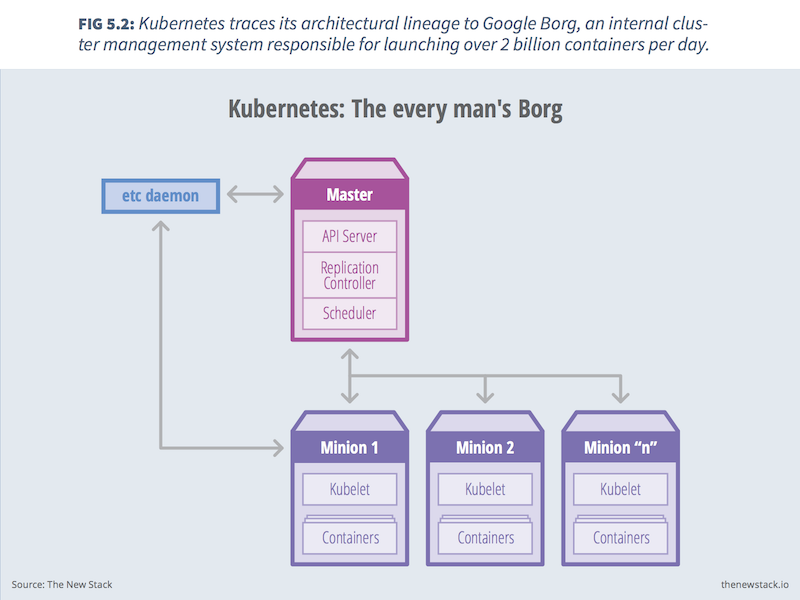 FIG 5.2: Kubernetes traces its architectural lineage to Google Borg, an internal clus-
ter management system responsible for launching over 2 billion containers per day.
Kubernetes: The every man's Borg
etc daemon
Master
API Server
Replication
Controller
Scheduler
Minion 1
Minion 2
Minion “n”
Kubelet
Kubelet
Kubelet
Containers
Containers
Containers
Source: The New Stack
thenewstack.io